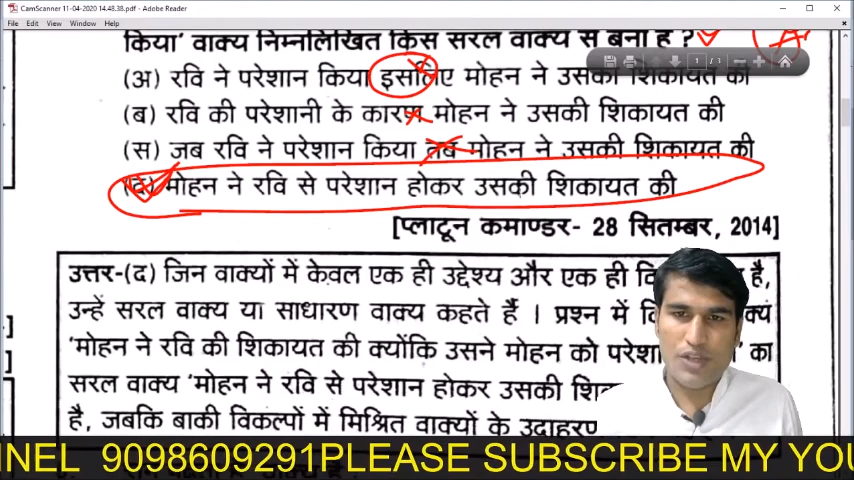 CamScanner 11-04-2020 14.48.38.pdf - Adobe Reader
File Edit View Window Help
किया' वाक्य निम्नलिखित किस सरल वाक्य से बना है ?
1 / 3
(अ) रवि ने परेशान किया इसलिए मोहन ने उसकी शिकायत की
(ब) रवि की परेशानी के कारण मोहन ने उसकी शिकायत की
(स) जब रवि ने परेशान किया तब मोहन ने उसकी शिकायत की
(द) मोहन ने रवि से परेशान होकर उसकी शिकायत की
[प्लाटून कमाण्डर- 28 सितम्बर, 2014]
उत्तर-(द) जिन वाक्यों में केवल एक ही उद्देश्य और एक ही है,
उन्हें सरल वाक्य या साधारण वाक्य कहते हैं । प्रश्न में
'मोहन ने रवि की शिकायत की क्योंकि उसने मोहन को का
सरल वाक्य 'मोहन ने रवि से परेशान होकर उसकी
है, जबकि बाकी विकल्पों में मिश्रित वाक्यों के
NEL 9098609291PLEASE SUBSCRIBE MY YOU